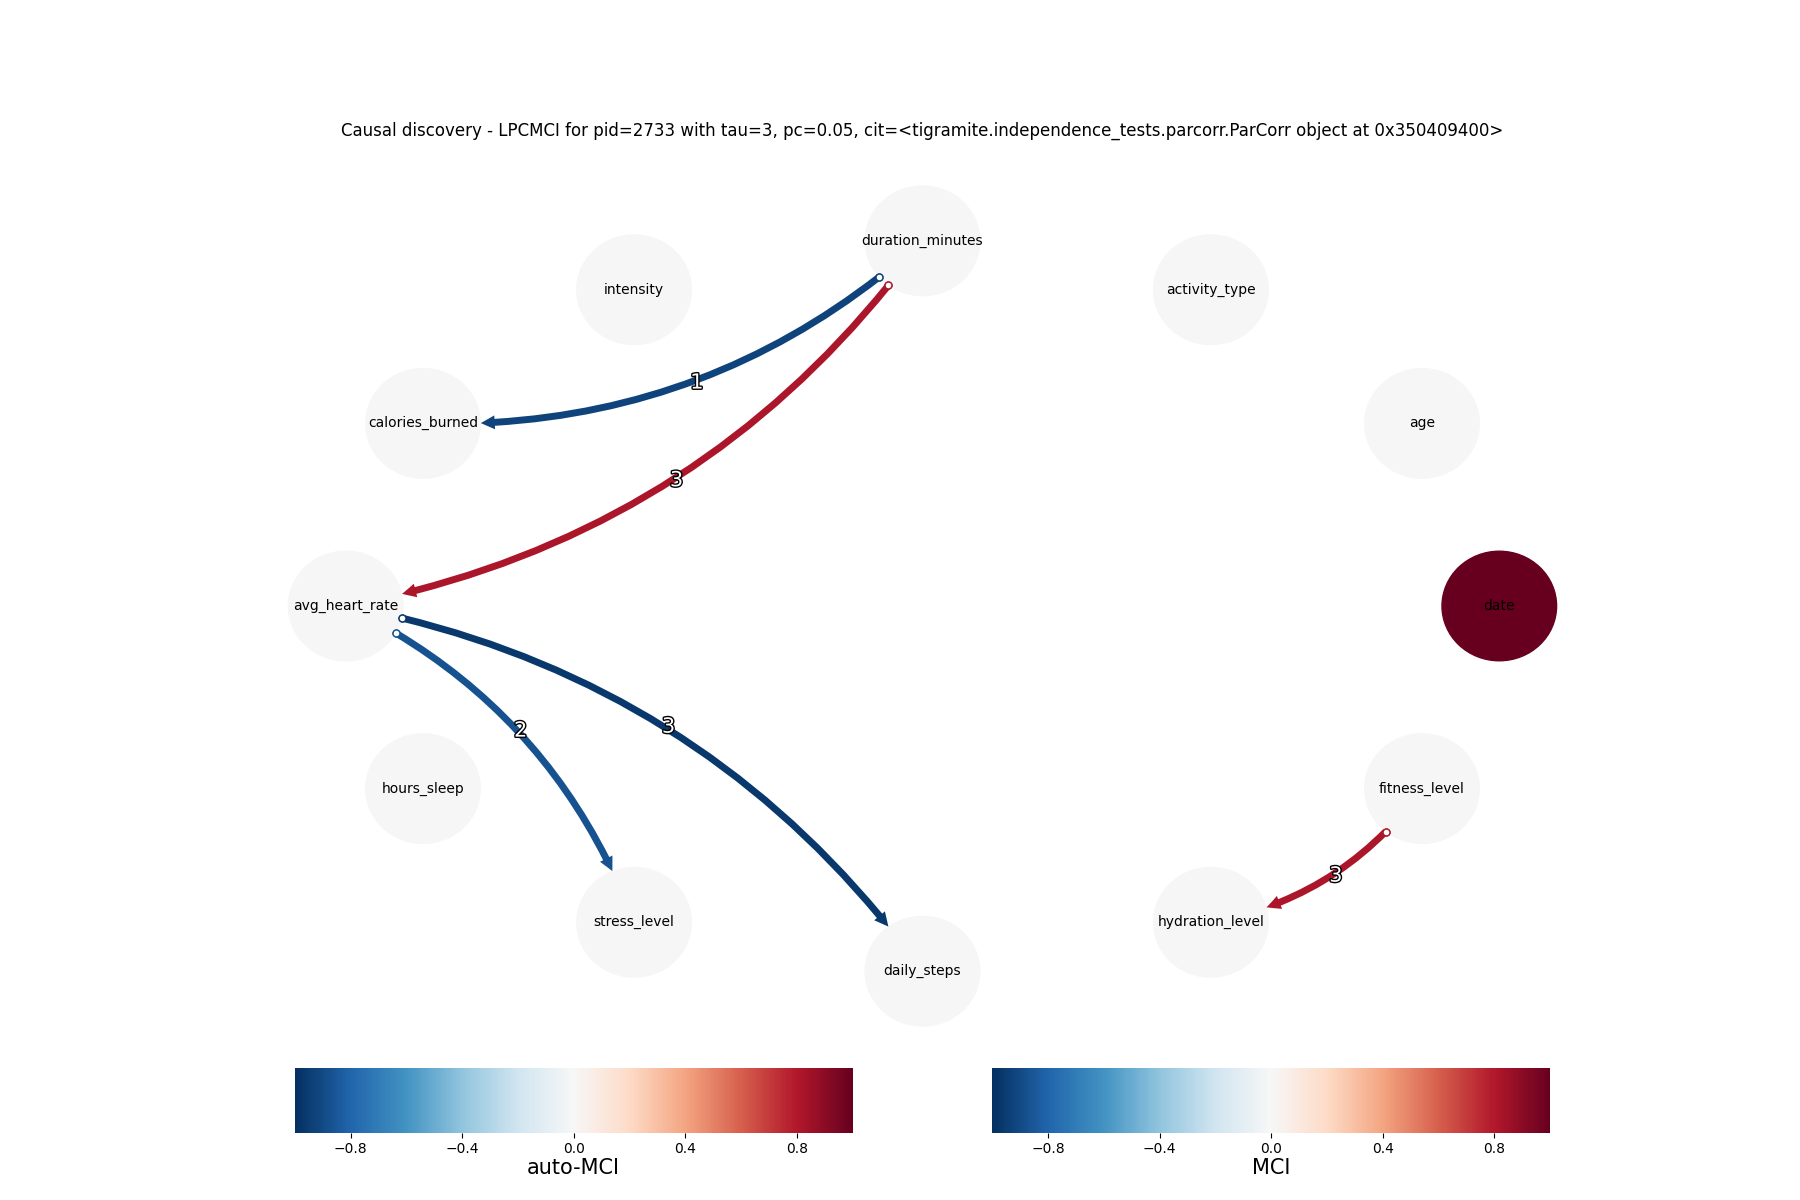 Causal discovery - LPCMCI for pid=2733 with tau=3, pc=0.05, cit=<tigramite.independence_tests.parcorr.ParCorr object at 0x350409400>
duration_minutes
intensity
activity_type
1
calories_burned
age
3
avg_heart_rate
date
2
3
hours_sleep
fitness_level
3
stress_level
hydration_level
daily_steps
−0.8 −0.4 0.0 0.4 0.8
auto-MCI
−0.8 −0.4 0.0 0.4 0.8
MCI